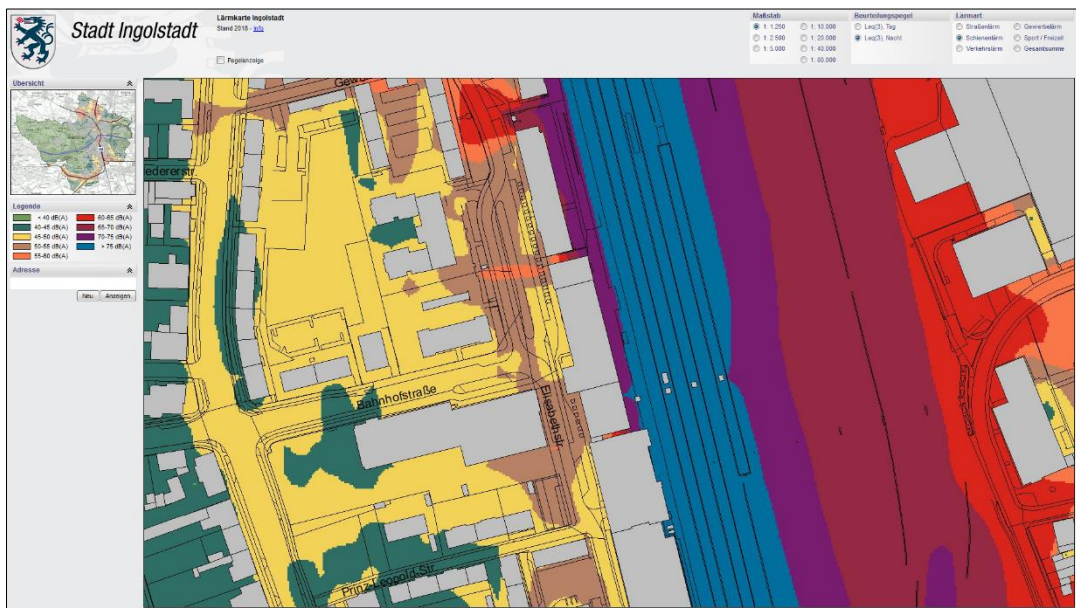 Stadt Ingolstadt
Lärmkarte Ingolstadt
Stand 2016 - Info
Pegelanzeige
Maßstab
1: 1.250
1: 10.000
1: 2.500
1: 20.000
1: 5.000
1: 40.000
1: 80.000
Beurteilungspegel
Leq(3), Tag
Leq(3), Nacht
Lärmart
Straßenlärm
Gewerbelärm
Schienenlärm
Sport / Freizeit
Verkehrslärm
Gesamtsumme
Übersicht
Legende
< 40 dB(A)
60-65 dB(A)
40-45 dB(A)
65-70 dB(A)
45-50 dB(A)
70-75 dB(A)
50-55 dB(A)
> 75 dB(A)
55-60 dB(A)
Adresse
Neu
Anzeigen
Gew
edererstr.
Bahnhofstraße
Elisabethstr.
Prinz-Leopold-Str.